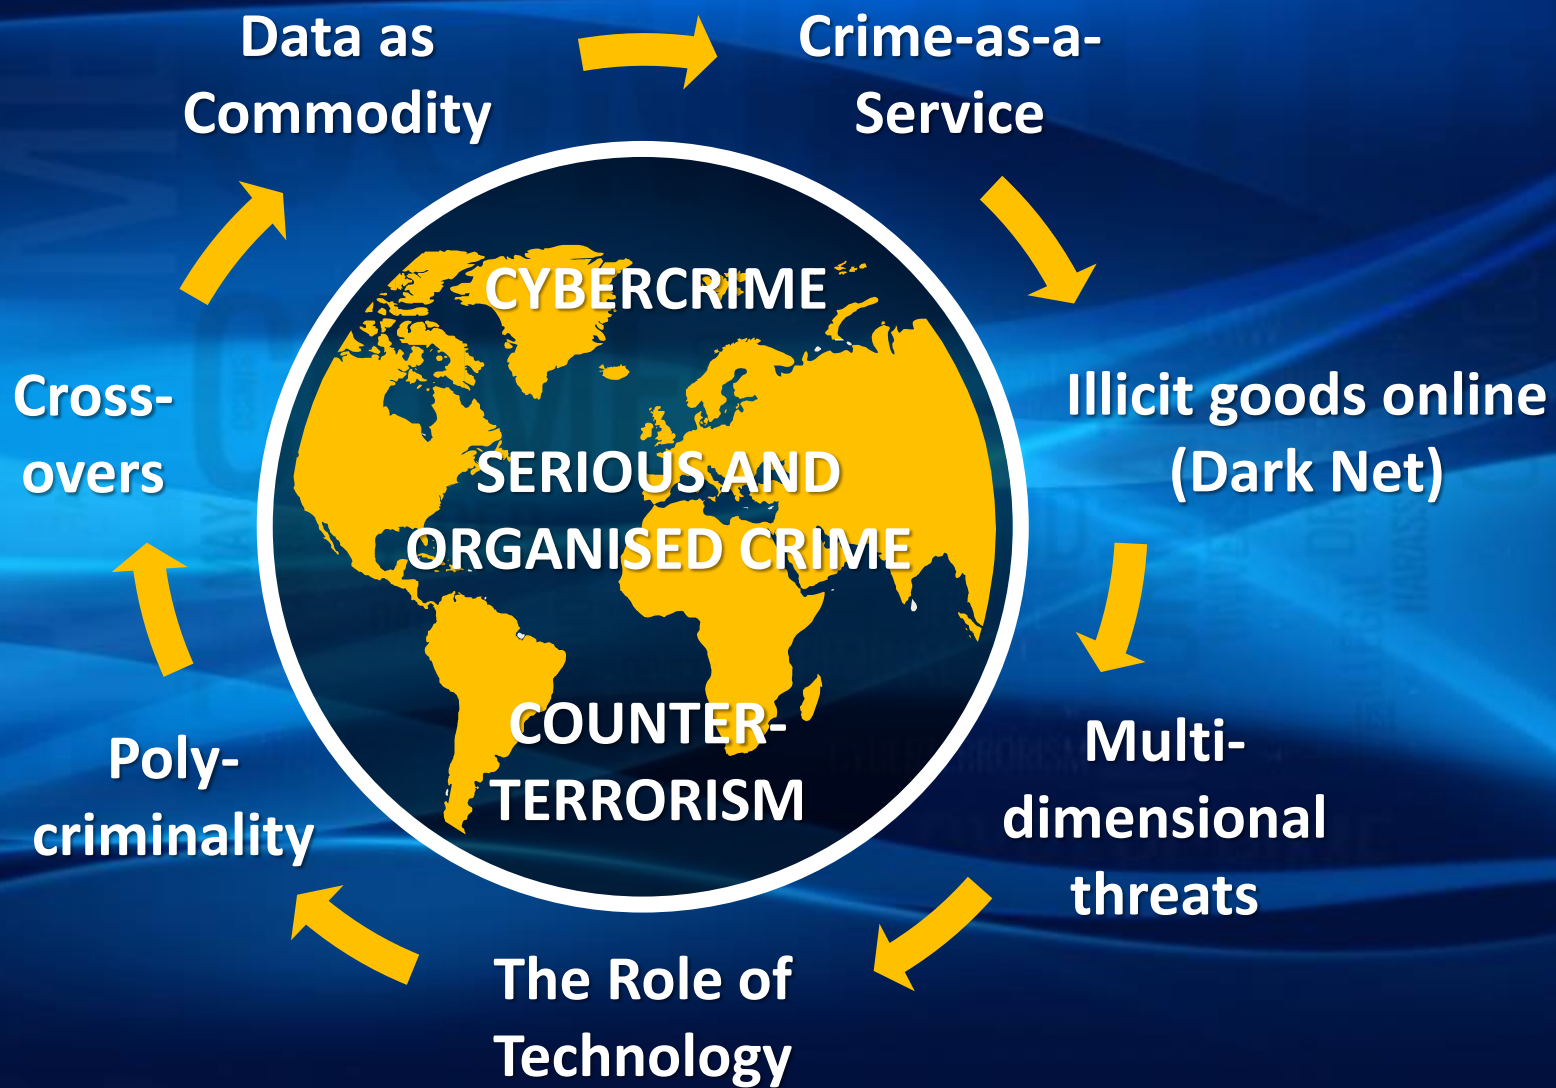 Data as
Commodity
Crime-as-a-
Service
CYBERCRIME
Cross-
overs
Illicit goods online
(Dark Net)
SERIOUS AND
ORGANISED CRIME
COUNTER-
TERRORISM
Poly-
criminality
Multi-
dimensional
threats
The Role of
Technology